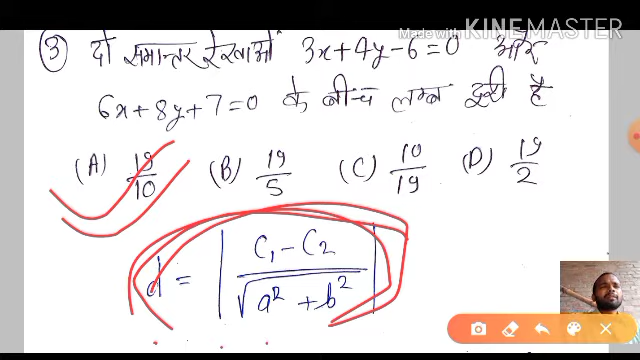 Made with KINEMASTER
③ दो समान्तर रेखाओं 3x+4y-6=0 और
6x+8y+7=0 के बीच लम्ब दूरी है
(A) 19/10 (B) 19/5 (C) 10/19 (D) 19/2
d = | C₁ - C₂ / √a² + b² |